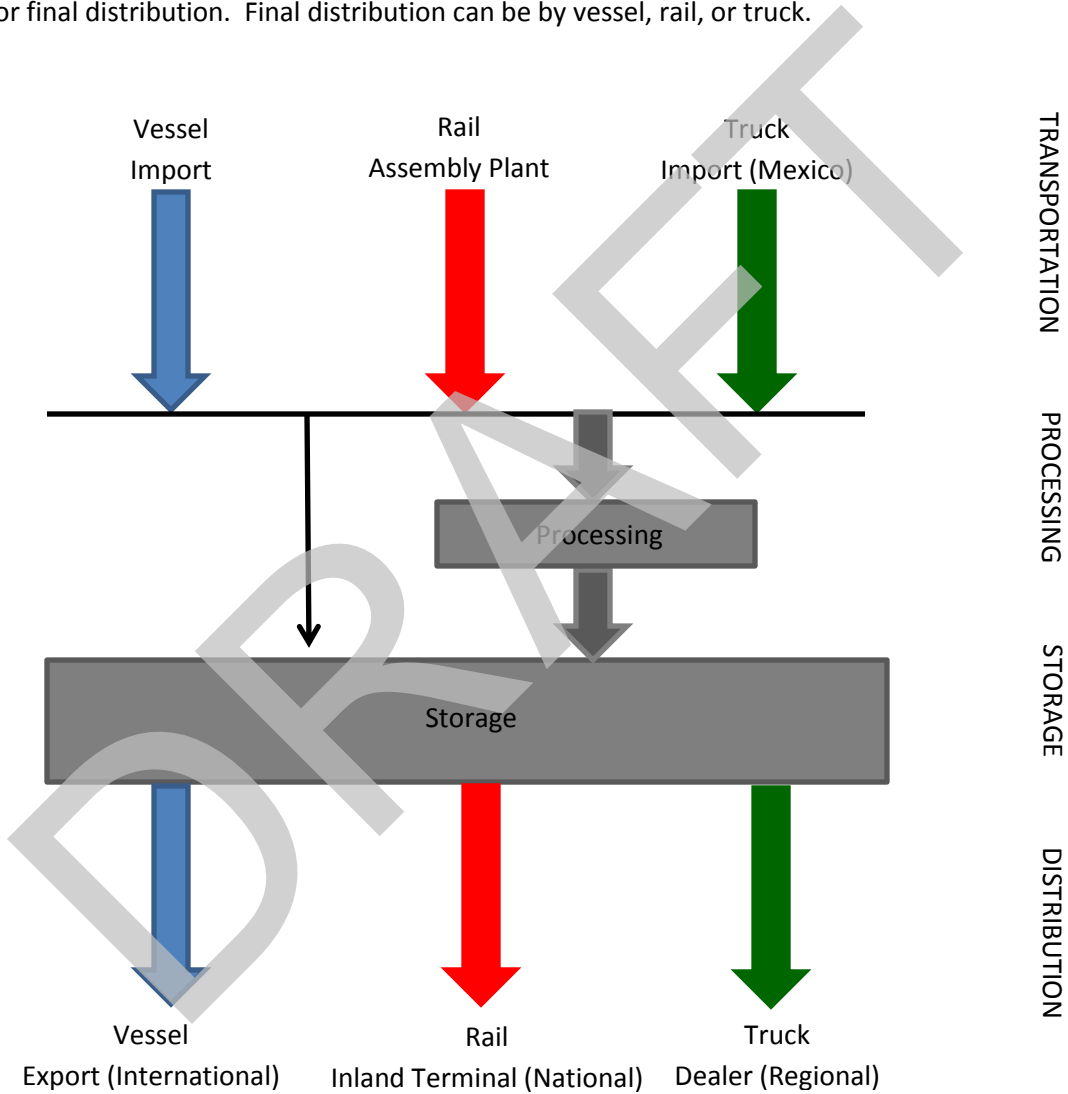 or final distribution.  Final distribution can be by vessel, rail, or truck.
Vessel
Import
Rail
Assembly Plant
Truck
Import (Mexico)
TRANSPORTATION
PROCESSING
Processing
STORAGE
Storage
DISTRIBUTION
Vessel
Export (International)
Rail
Inland Terminal (National)
Truck
Dealer (Regional)
DRAFT